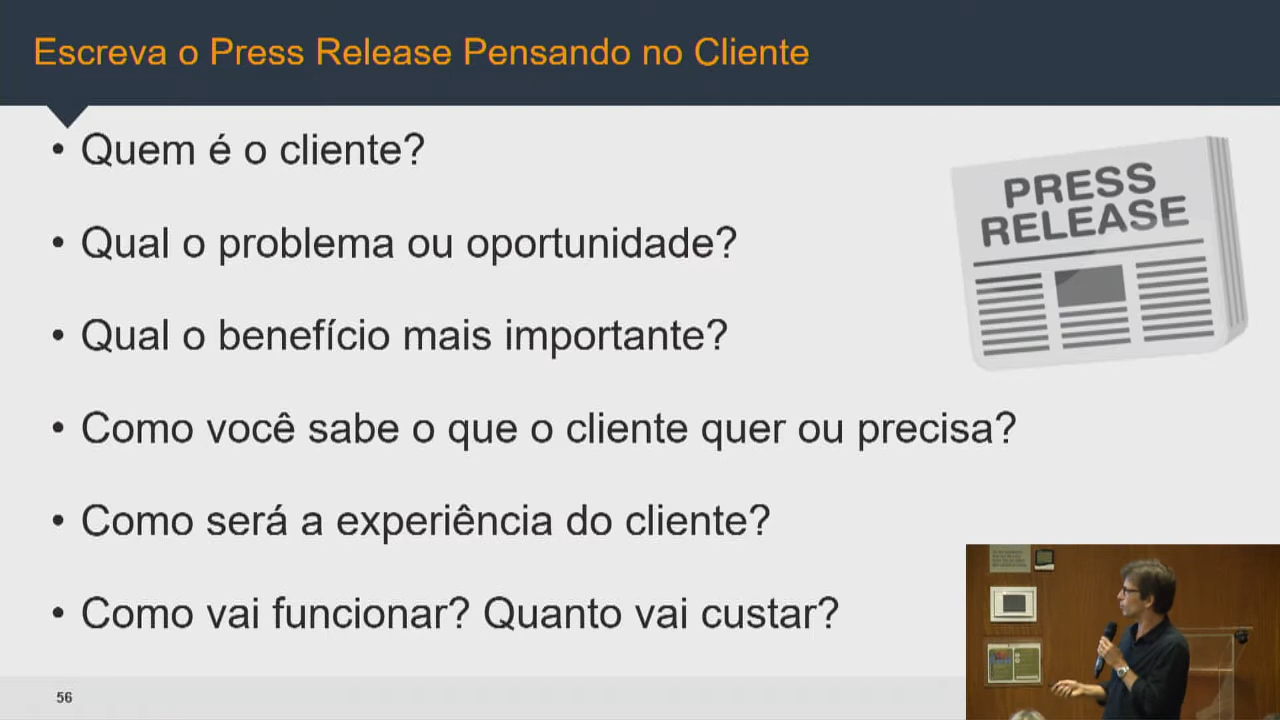 Escreva o Press Release Pensando no Cliente
• Quem é o cliente?
• Qual o problema ou oportunidade?
• Qual o benefício mais importante?
• Como você sabe o que o cliente quer ou precisa?
• Como será a experiência do cliente?
• Como vai funcionar? Quanto vai custar?
PRESS
RELEASE
56